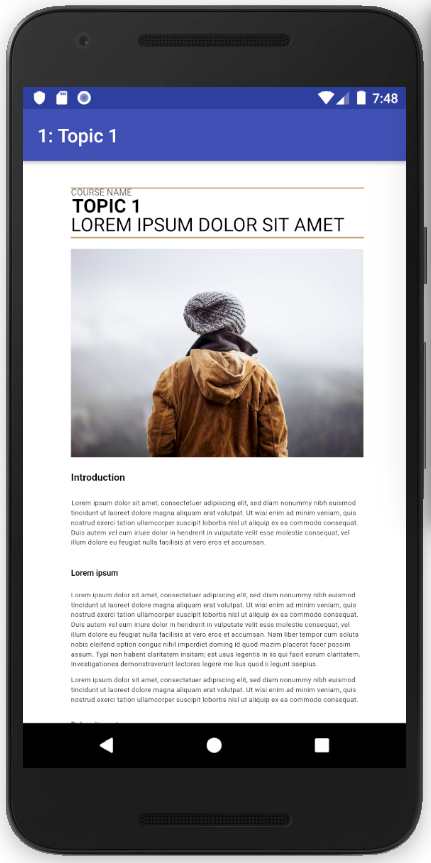 7:48
1: Topic 1
COURSE NAME
TOPIC 1
LOREM IPSUM DOLOR SIT AMET
Introduction
Lorem ipsum dolor sit amet, consectetuer adipiscing elit, sed diam nonummy nibh euismod
tincidunt ut laoreet dolore magna aliquam erat volutpat. Ut wisi enim ad minim veniam, quis
nostrud exerci tation ullamcorper suscipit lobortis nisl ut aliquip ex ea commodo consequat.
Duis autem vel eum iriure dolor in hendrerit in vulputate velit esse molestie consequat, vel
illum dolore eu feugiat nulla facilisis at vero eros et accumsan.
Lorem ipsum
Lorem ipsum dolor sit amet, consectetuer adipiscing elit, sed diam nonummy nibh euismod
tincidunt ut laoreet dolore magna aliquam erat volutpat. Ut wisi enim ad minim veniam, quis
nostrud exerci tation ullamcorper suscipit lobortis nisl ut aliquip ex ea commodo consequat.
Duis autem vel eum iriure dolor in hendrerit in vulputate velit esse molestie consequat, vel
illum dolore eu feugiat nulla facilisis at vero eros et accumsan. Nam liber tempor cum soluta
nobis eleifend option congue nihil imperdiet doming id quod mazim placerat facer possim
assum. Typi non habent claritatem insitam; est usus legentis in iis qui facit eorum claritatem.
Investigationes demonstraverunt lectores legere me lius quod ii legunt saepius.
Lorem ipsum dolor sit amet, consectetuer adipiscing elit, sed diam nonummy nibh euismod
tincidunt ut laoreet dolore magna aliquam erat volutpat. Ut wisi enim ad minim veniam, quis
nostrud exerci tation ullamcorper suscipit lobortis nisl ut aliquip ex ea commodo consequat.